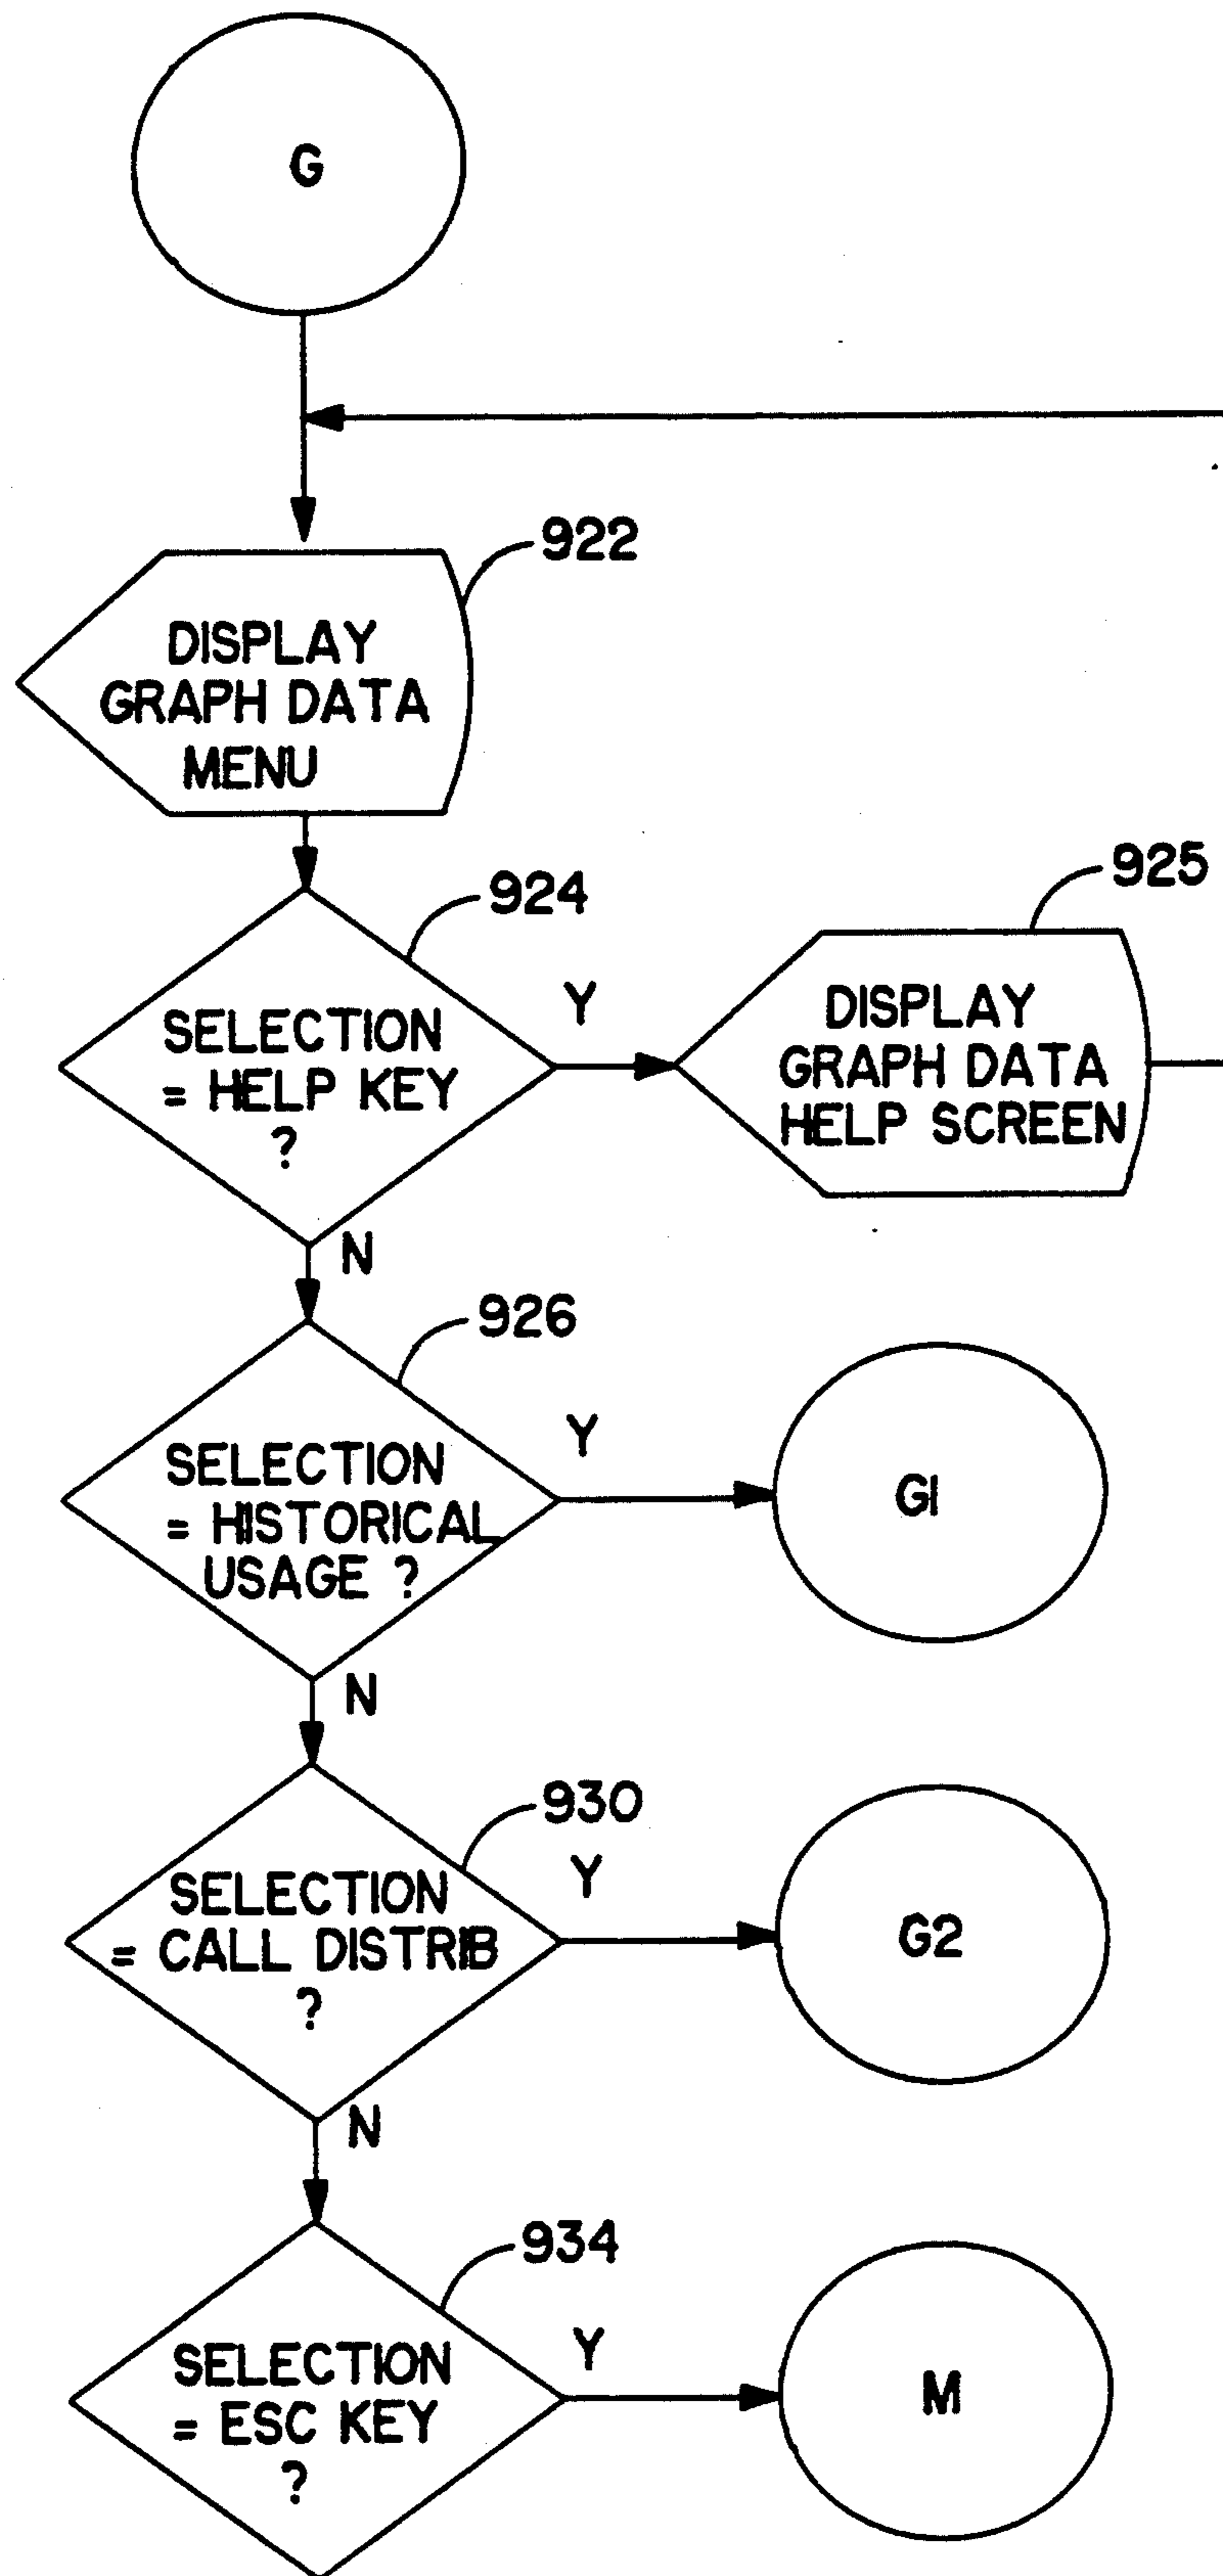 G
922
DISPLAY
GRAPH DATA
MENU
924
SELECTION
= HELP KEY
?
Y
925
DISPLAY
GRAPH DATA
HELP SCREEN
N
926
SELECTION
= HISTORICAL
USAGE ?
Y
G1
N
930
SELECTION
= CALL DISTRIB
?
Y
G2
N
934
SELECTION
= ESC KEY
?
Y
M